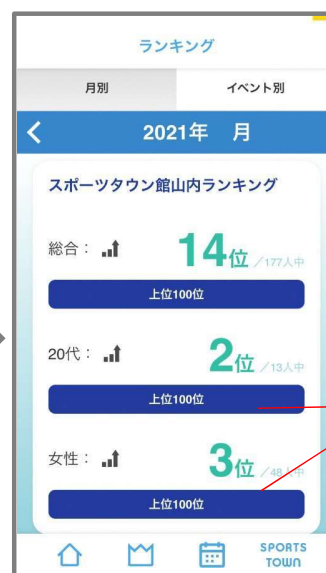 ランキング
月別 イベント別
2021年 月
スポーツタウン館山内ランキング
総合： 14位 ／177人中
上位100位
20代： 2位 ／13人中
上位100位
女性： 3位 ／48人中
上位100位
SPORTS
TOWN